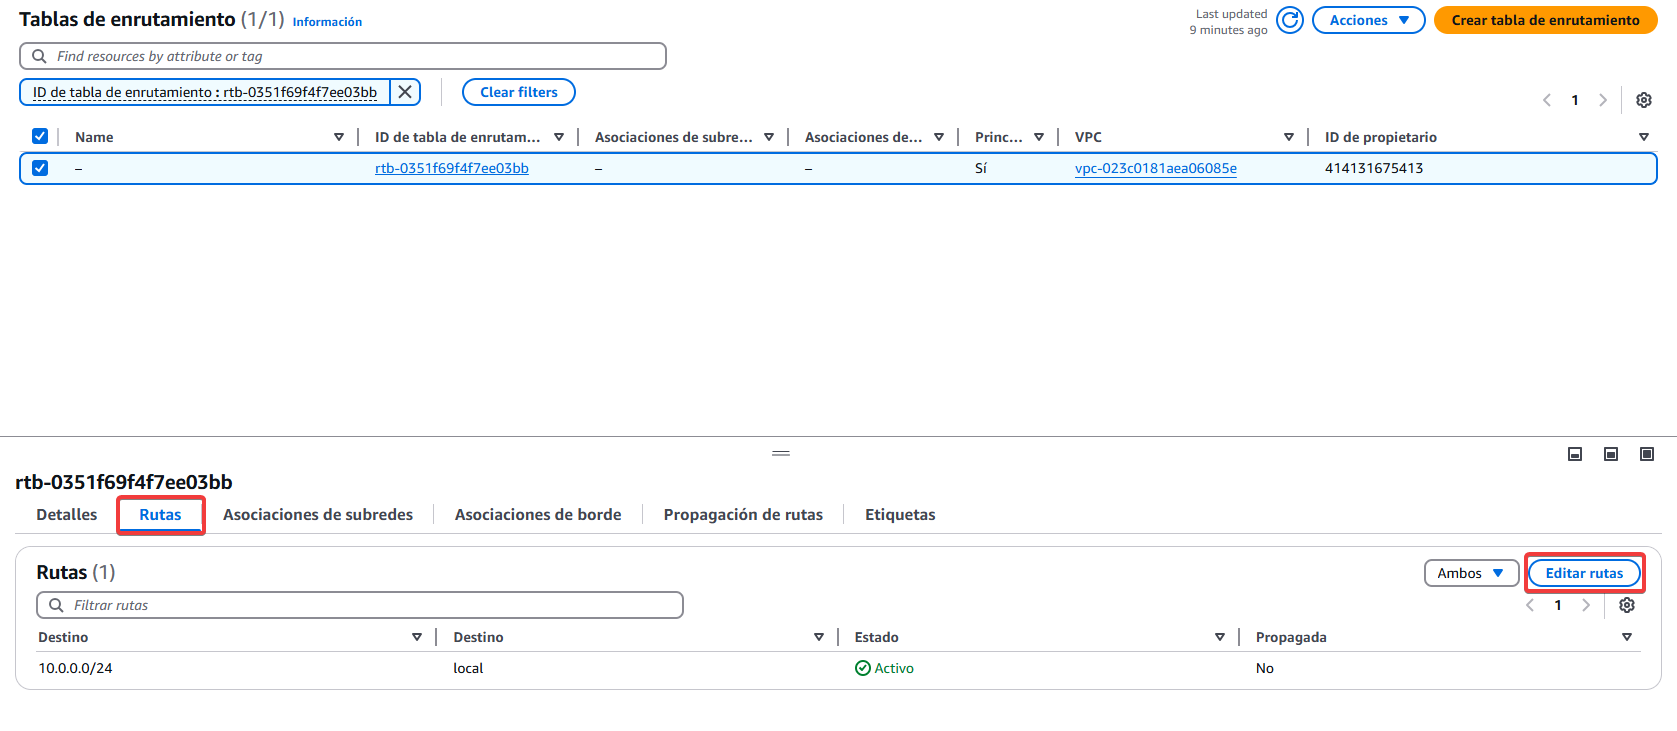 Tablas de enrutamiento (1/1) Información
Last updated
9 minutes ago
Acciones
Crear tabla de enrutamiento
Find resources by attribute or tag
ID de tabla de enrutamiento : rtb-0351f69f4f7ee03bb
Clear filters
1
Name ID de tabla de enrutam... Asociaciones de subre... Asociaciones de... Princ... VPC ID de propietario
– rtb-0351f69f4f7ee03bb – – Sí vpc-023c0181aea06085e 414131675413
rtb-0351f69f4f7ee03bb
Detalles Rutas Asociaciones de subredes Asociaciones de borde Propagación de rutas Etiquetas
Rutas (1)
Ambos
Editar rutas
Filtrar rutas
1
Destino Destino Estado Propagada
10.0.0.0/24 local Activo No